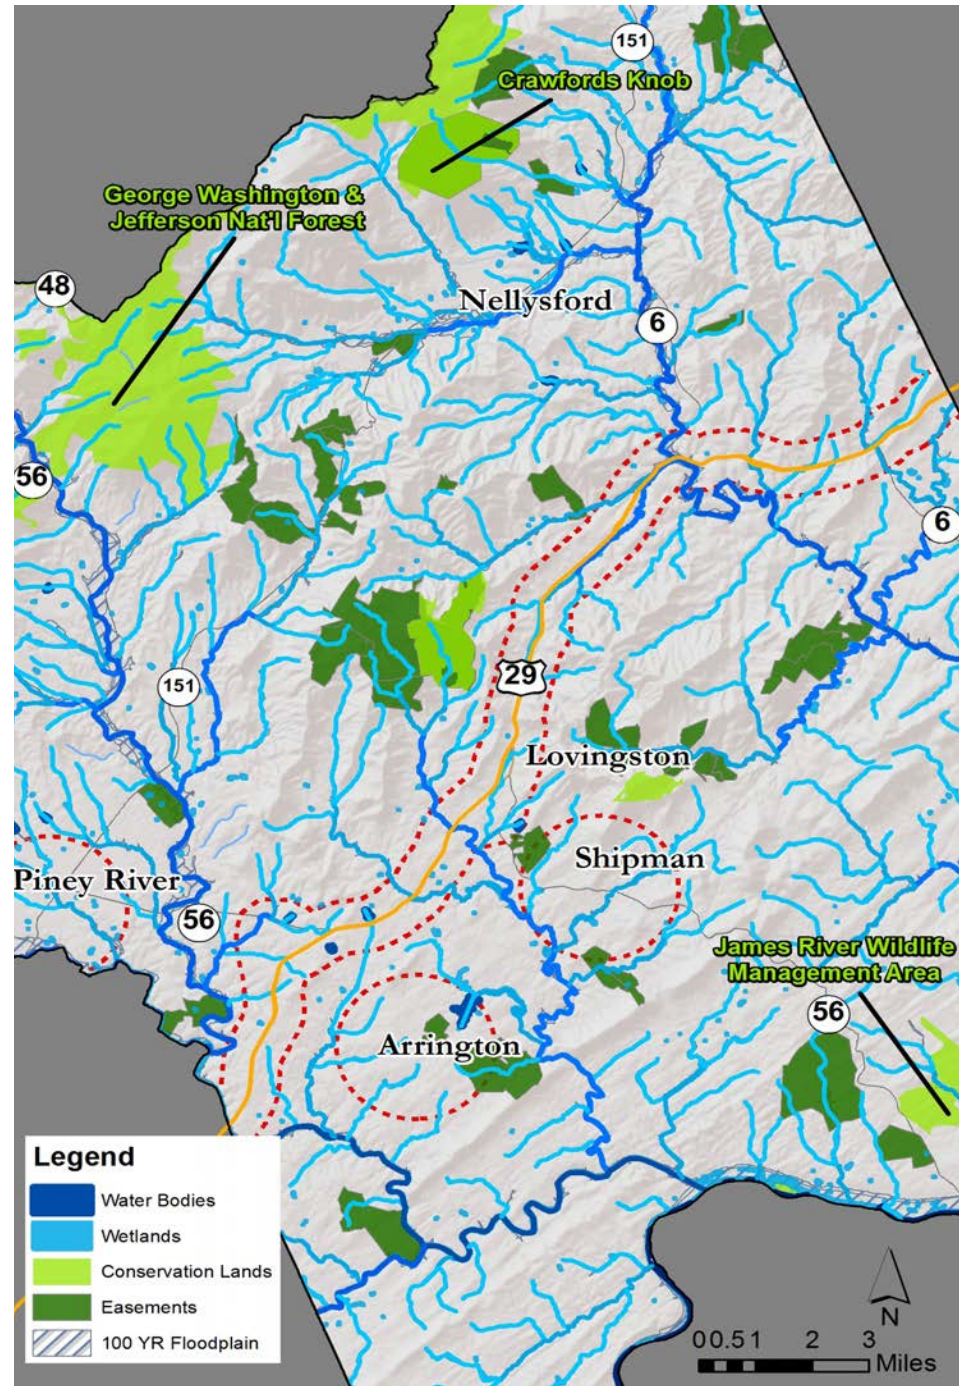 151
Crawfords Knob
George Washington &
Jefferson Nat'l Forest
48
Nellysford
6
56
6
29
151
Lovingston
Shipman
Piney River
56
James River Wildlife
Management Area
56
Arrington
Legend
Water Bodies
Wetlands
Conservation Lands
Easements
100 YR Floodplain
N
0 0.5 1 2 3
Miles